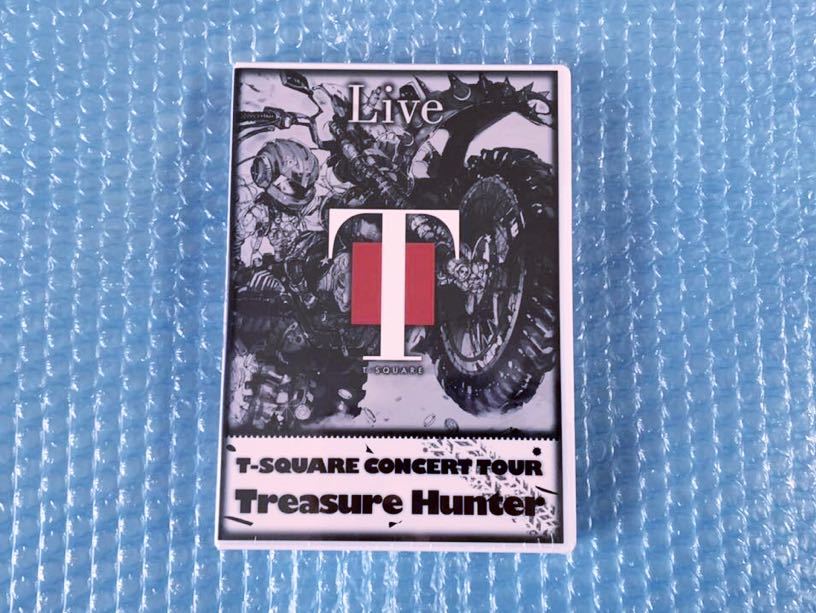 Live
T
T SQUARE
T-SQUARE CONCERT TOUR
Treasure Hunter